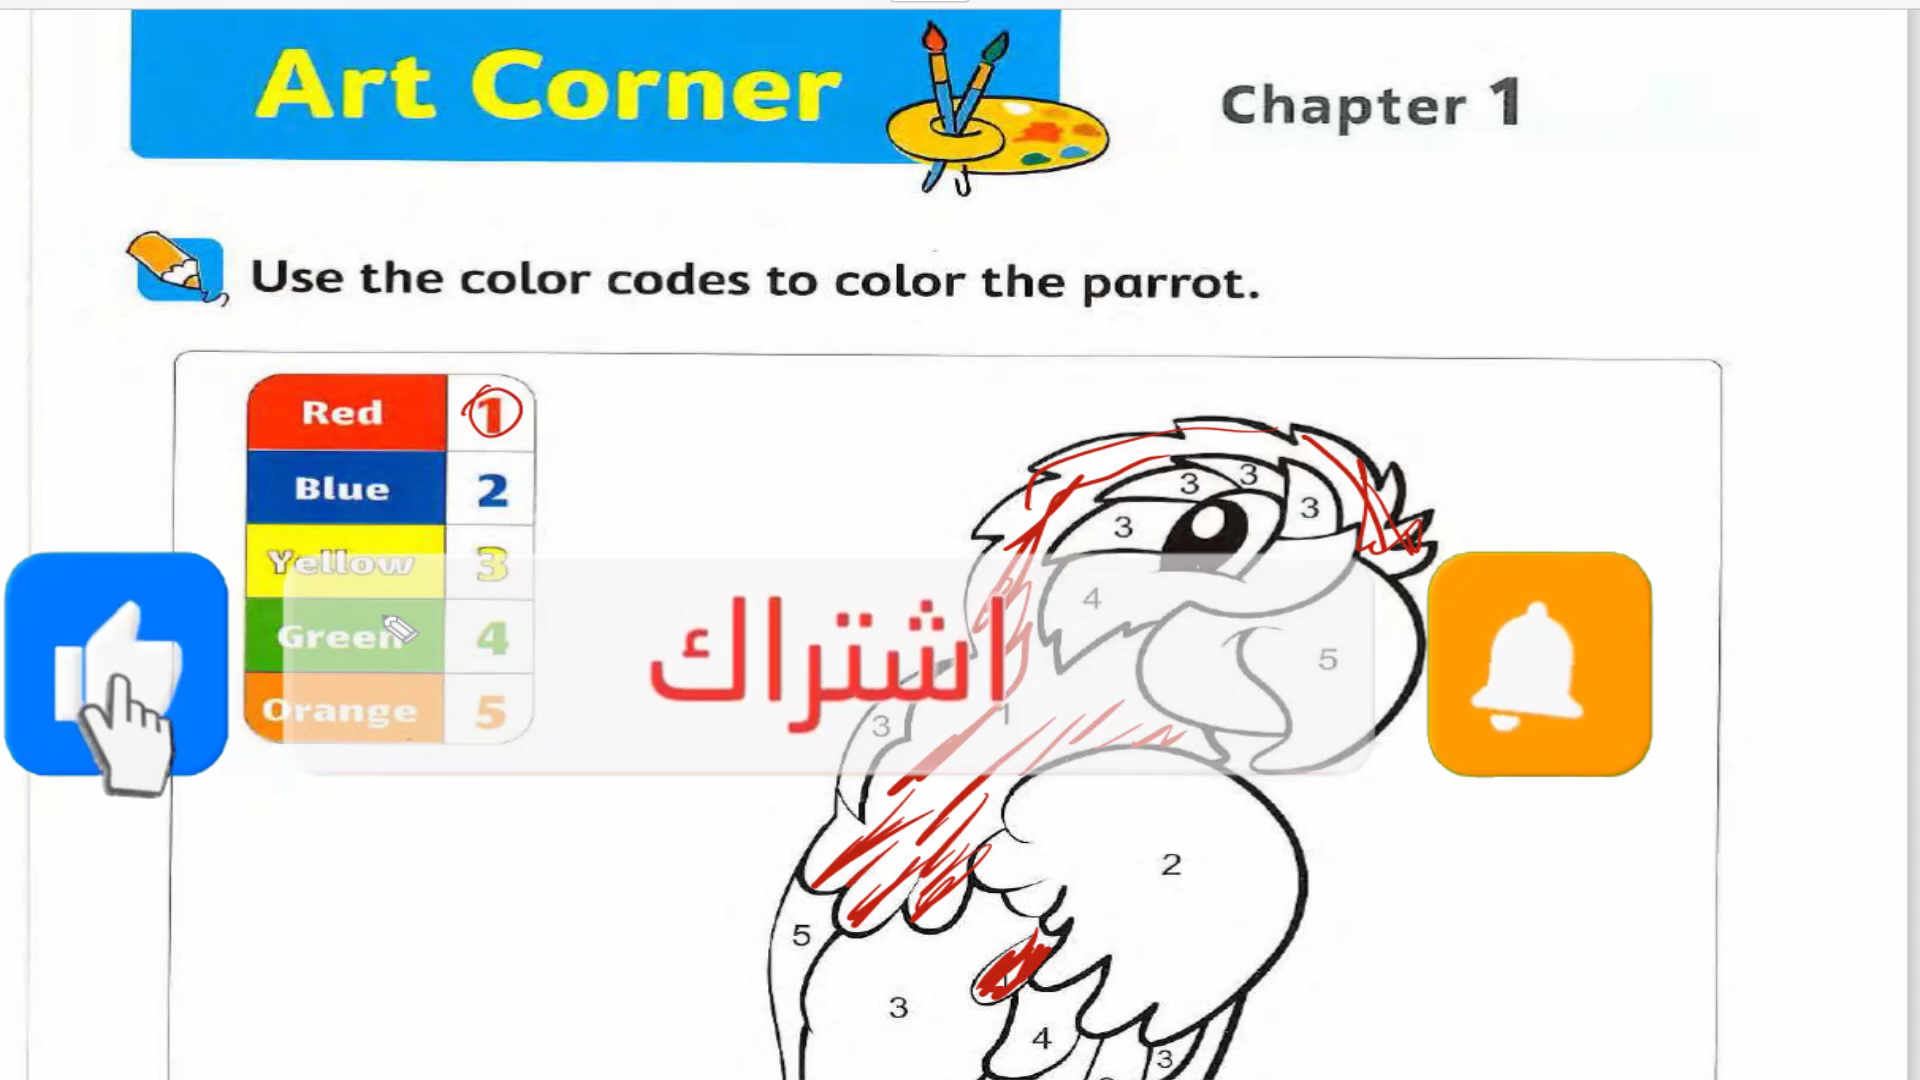 Art Corner
Chapter 1
Use the color codes to color the parrot.
Red 1
Blue 2
Yellow 3
Green 4
Orange 5
3 3 3
3
4
5
اشتراك
3 1
2
5
3
4
3